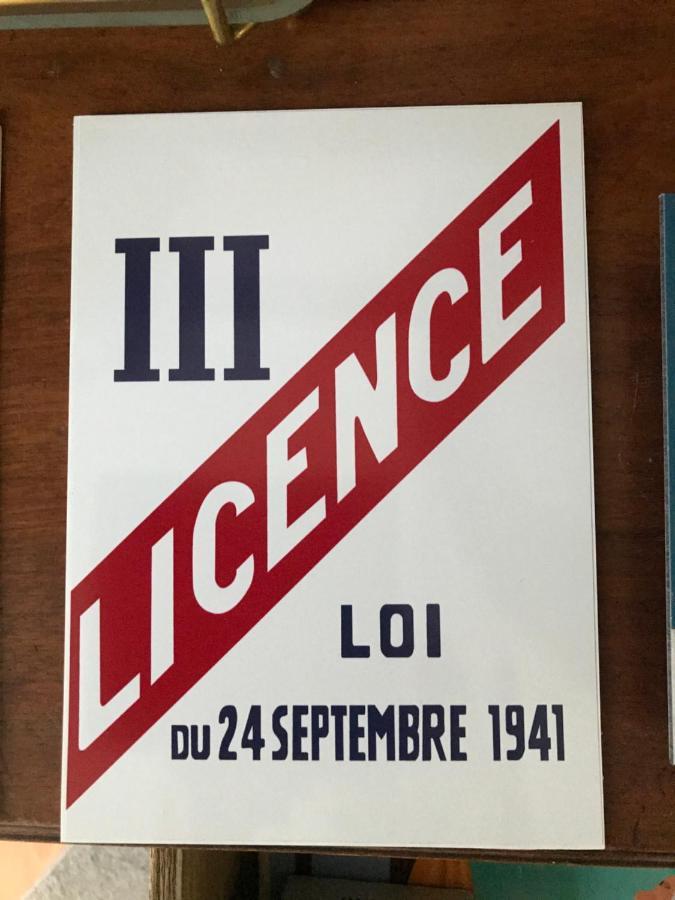 III
LICENCE
LOI
DU 24 SEPTEMBRE 1941